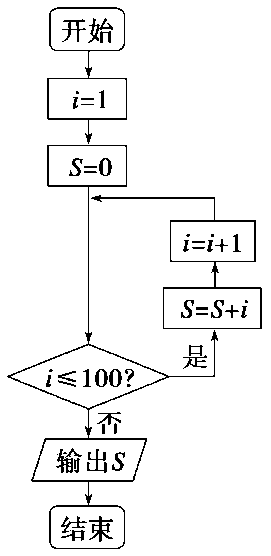 开始
i=1
S=0
i=i+1
S=S+i
i≤100?
是
否
输出S
结束